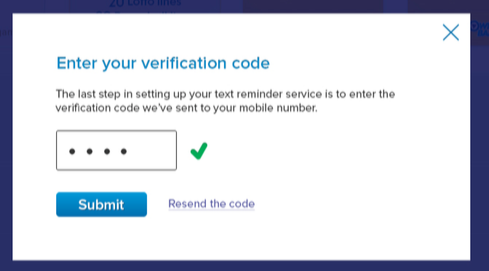 Enter your verification code
The last step in setting up your text reminder service is to enter the
verification code we've sent to your mobile number.
Submit
Resend the code